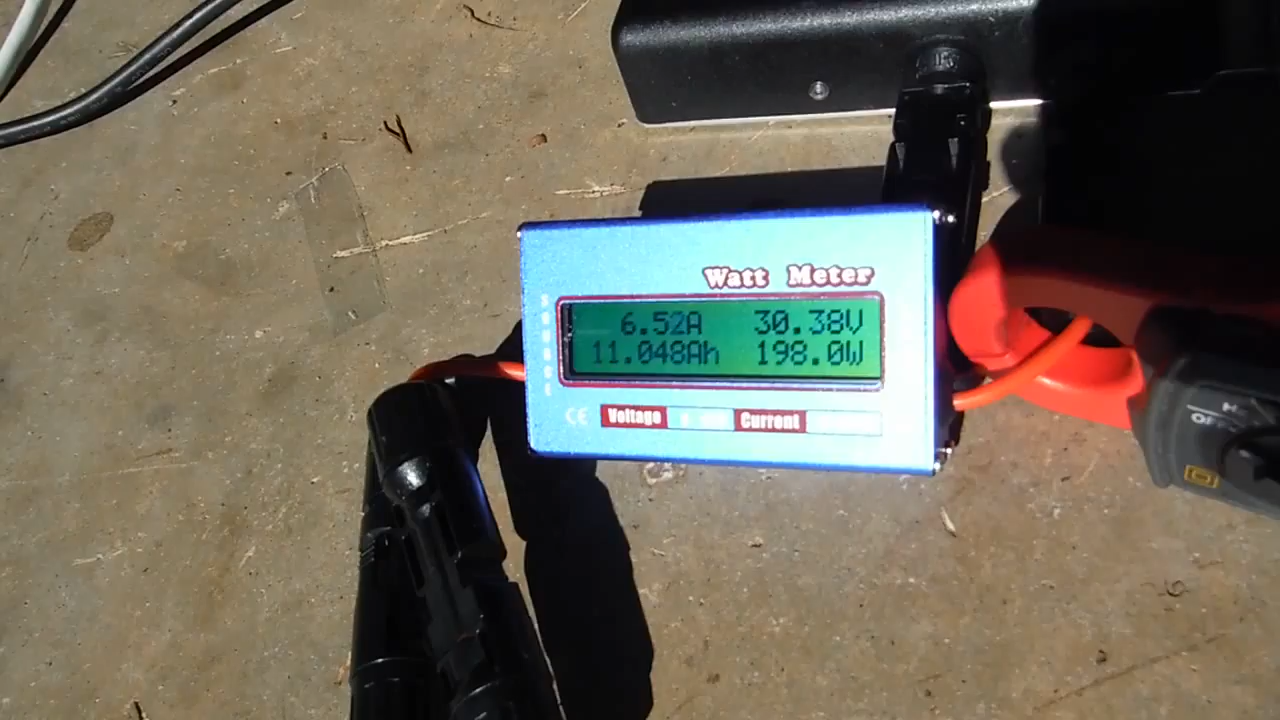 Watt Meter
6.52A 30.38V
11.048Ah 198.0W
CE Voltage Current
OFF